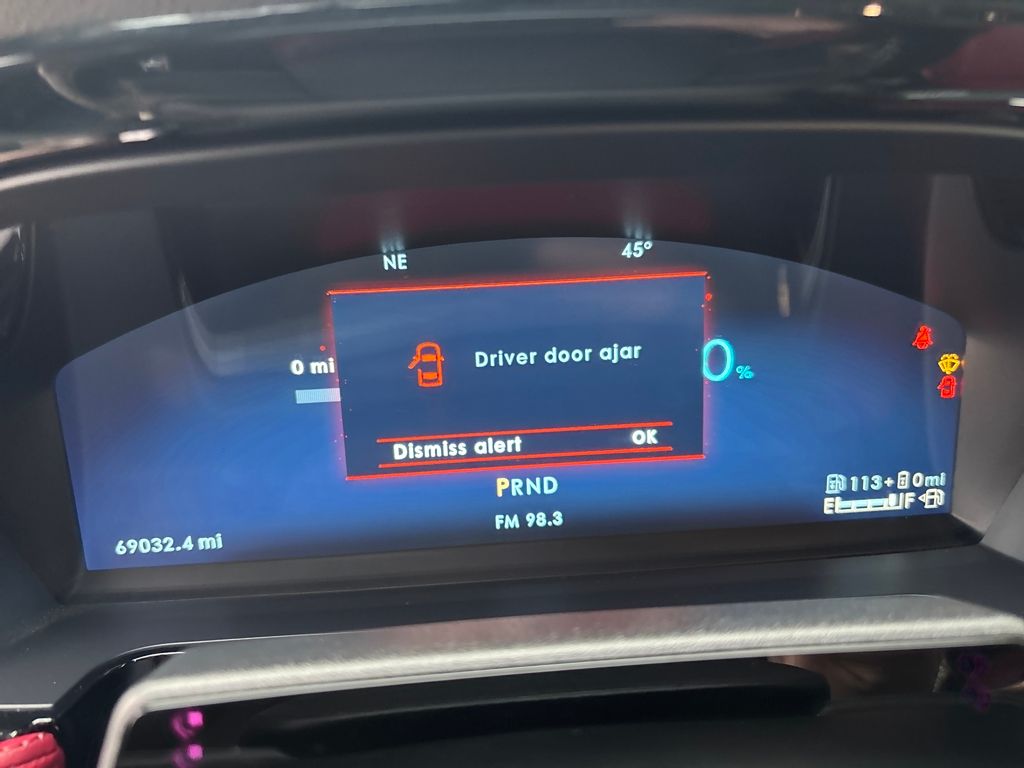 NE
45°
0 mi
Driver door ajar
0%
Dismiss alert OK
PRND
113+0mi
E F
FM 98.3
69032.4 mi